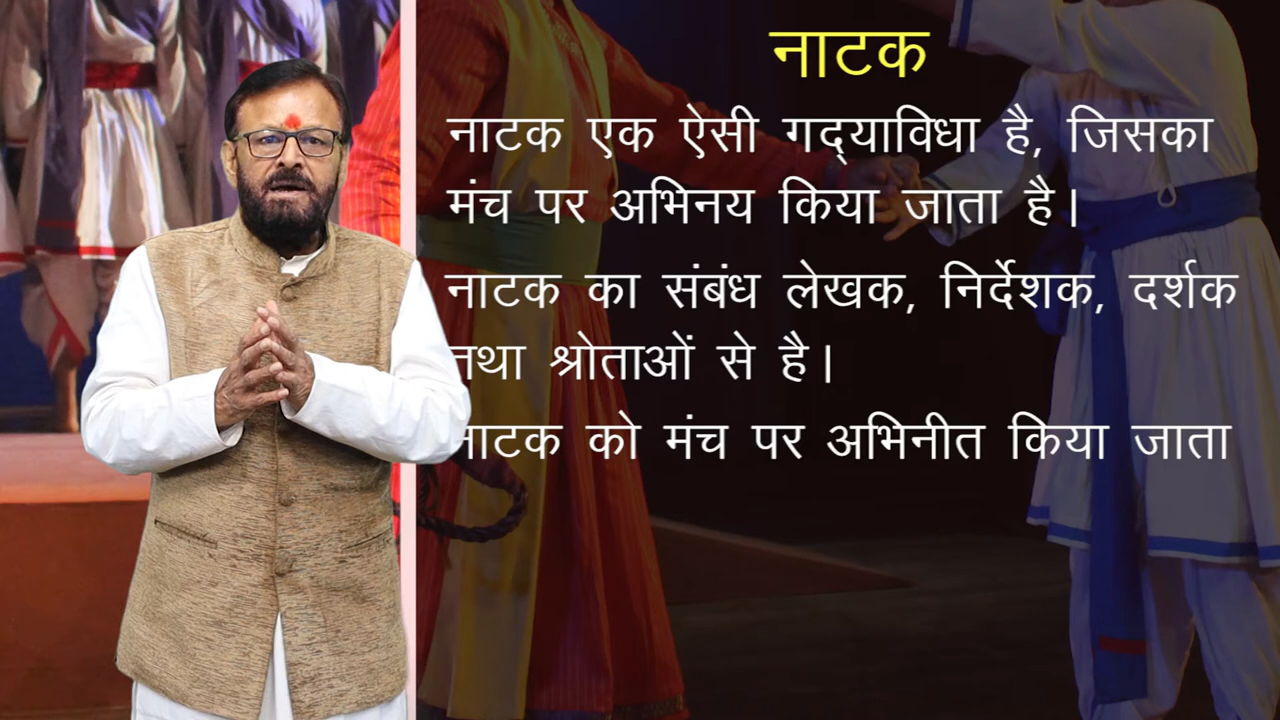 नाटक
नाटक एक ऐसी गद्‌याविधा है, जिसका
मंच पर अभिनय किया जाता है।
नाटक का संबंध लेखक, निर्देशक, दर्शक
तथा श्रोताओं से है।
नाटक को मंच पर अभिनीत किया जाता